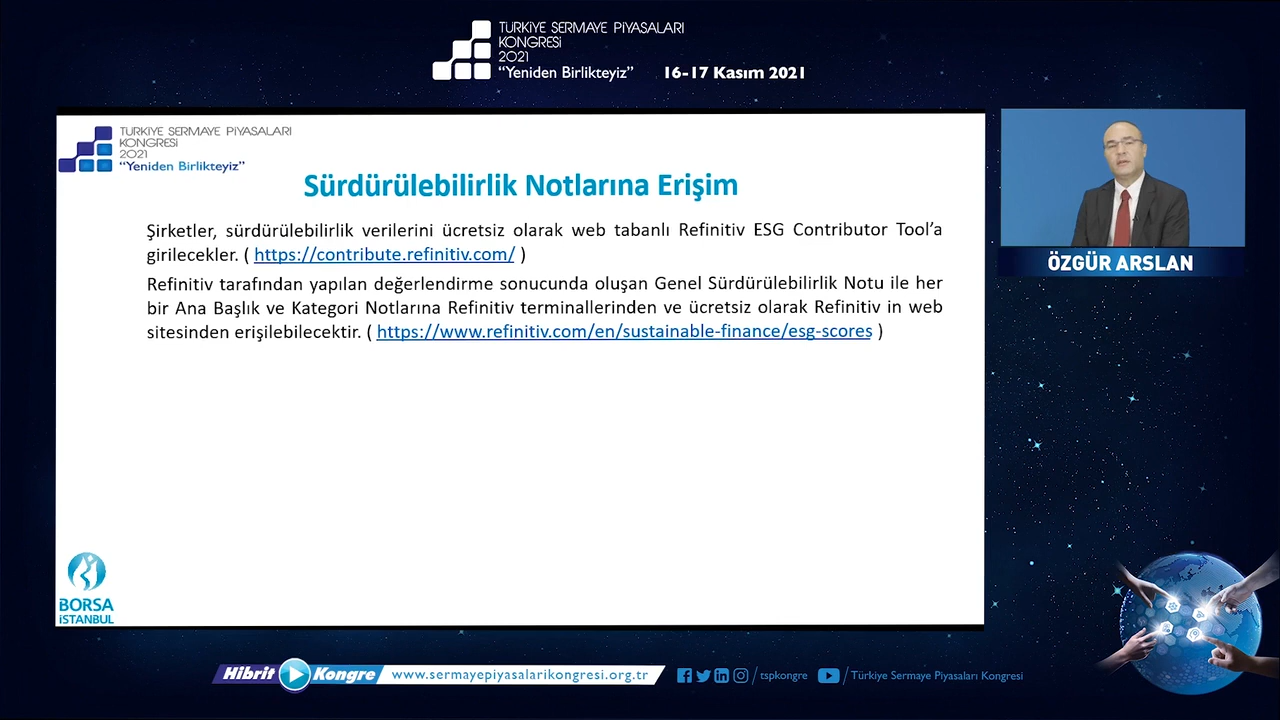 TÜRKİYE SERMAYE PİYASALARI
KONGRESİ
2021
“Yeniden Birlikteyiz”
16-17 Kasım 2021
TÜRKİYE SERMAYE PİYASALARI
KONGRESİ
2021
“Yeniden Birlikteyiz”
Sürdürülebilirlik Notlarına Erişim
Şirketler, sürdürülebilirlik verilerini ücretsiz olarak web tabanlı Refinitiv ESG Contributor Tool’a
girilecekler. ( https://contribute.refinitiv.com/ )
Refinitiv tarafından yapılan değerlendirme sonucunda oluşan Genel Sürdürülebilirlik Notu ile her
bir Ana Başlık ve Kategori Notlarına Refinitiv terminallerinden ve ücretsiz olarak Refinitiv in web
sitesinden erişilebilecektir. ( https://www.refinitiv.com/en/sustainable-finance/esg-scores )
ÖZGÜR ARSLAN
BORSA
İSTANBUL
Hibrit Kongre
www.sermayepiyasalarikongresi.org.tr
/ tspkongre
/ Türkiye Sermaye Piyasaları Kongresi